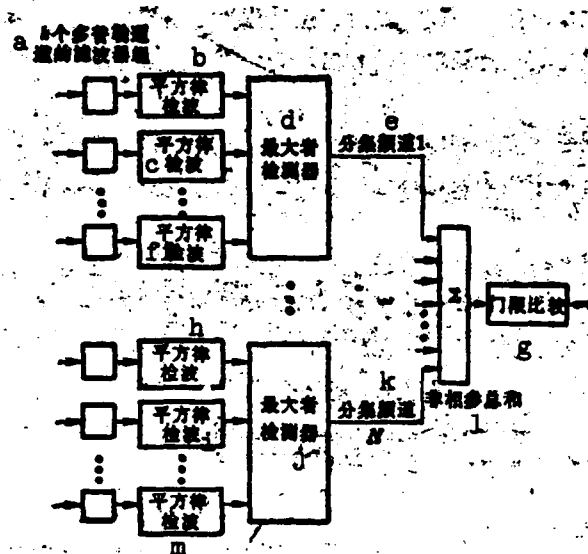 a
个多普勒通
道的滤波器组
b
平方律
检波
平方律
c 检波
平方律
f 检波
d
最大者
检测器
e
分集频道1
h
平方律
检波
平方律
检波 i
平方律
检波
m
最大者
检测器
j
k
分集频道
N
Σ
门限比较
g
非相参总和
l